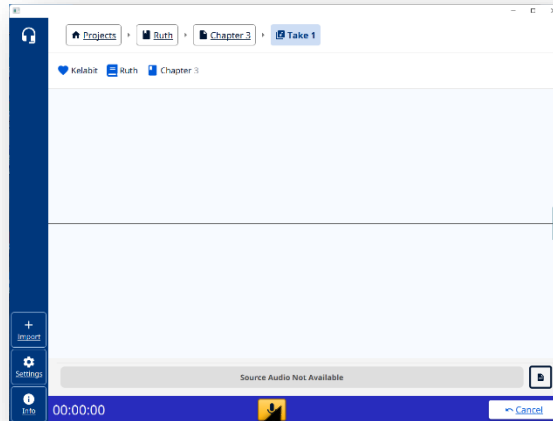 Projects Ruth Chapter 3 Take 1
Kelabit Ruth Chapter 3
Import
Settings
Source Audio Not Available
Info
00:00:00
Cancel